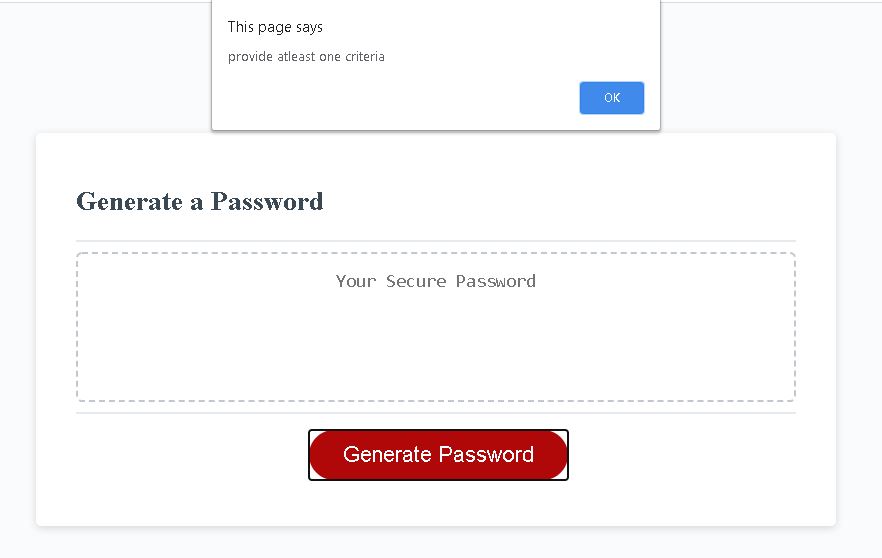 This page says
provide atleast one criteria
OK
Generate a Password
Your Secure Password
Generate Password